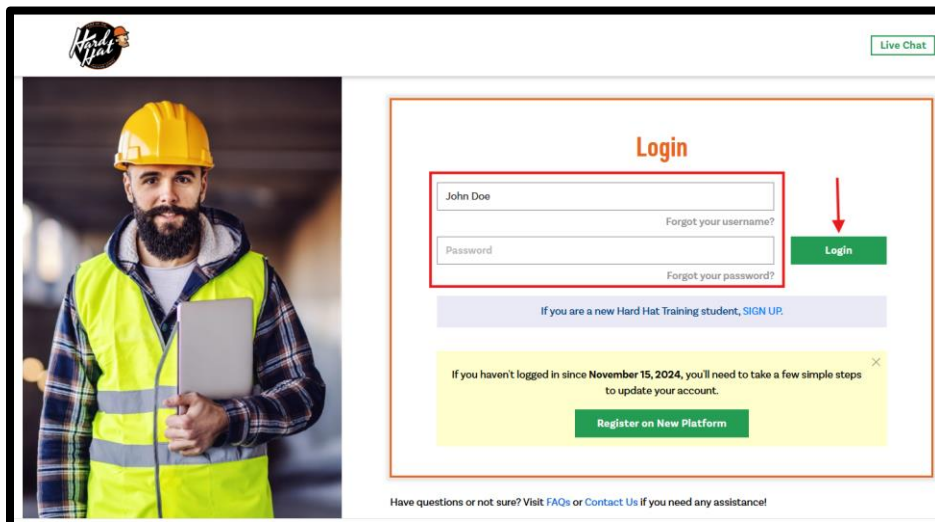 Hard
Hat
Live Chat
Login
John Doe
Forgot your username?
Password
Login
Forgot your password?
If you are a new Hard Hat Training student, SIGN UP.
If you haven't logged in since November 15, 2024, you'll need to take a few simple steps
to update your account.
Register on New Platform
Have questions or not sure? Visit FAQs or Contact Us if you need any assistance!